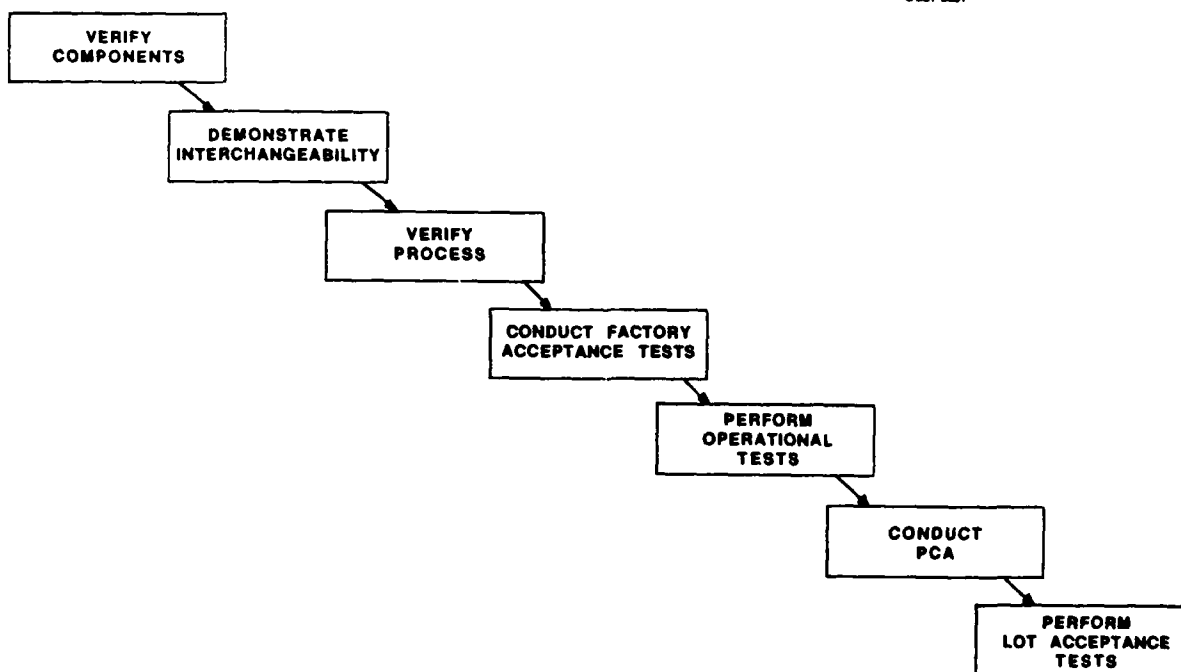 VERIFY
COMPONENTS
DEMONSTRATE
INTERCHANGEABILITY
VERIFY
PROCESS
CONDUCT FACTORY
ACCEPTANCE TESTS
PERFORM
OPERATIONAL
TESTS
CONDUCT
PCA
PERFORM
LOT ACCEPTANCE
TESTS